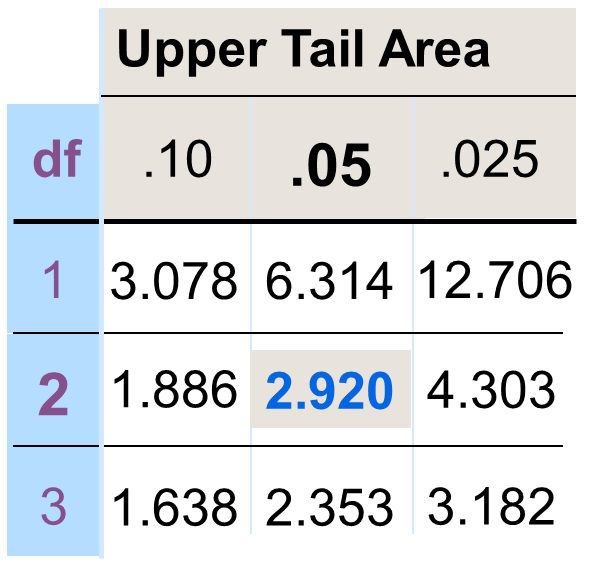 Upper Tail Area
df .10 .05 .025
1 3.078 6.314 12.706
2 1.886 2.920 4.303
3 1.638 2.353 3.182